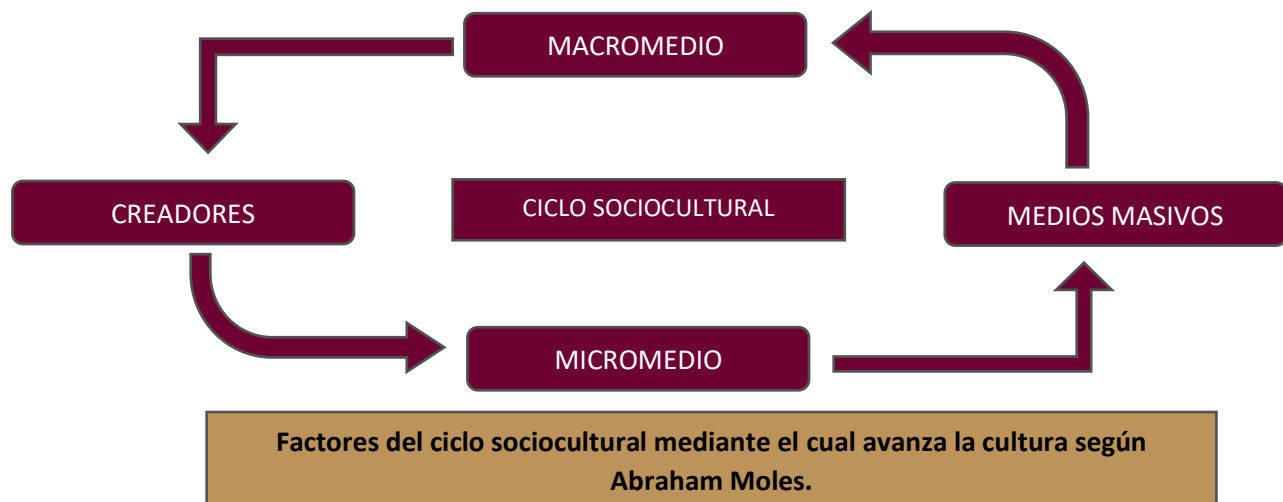 MACROMEDIO
CREADORES
CICLO SOCIOCULTURAL
MEDIOS MASIVOS
MICROMEDIO
Factores del ciclo sociocultural mediante el cual avanza la cultura según
Abraham Moles.